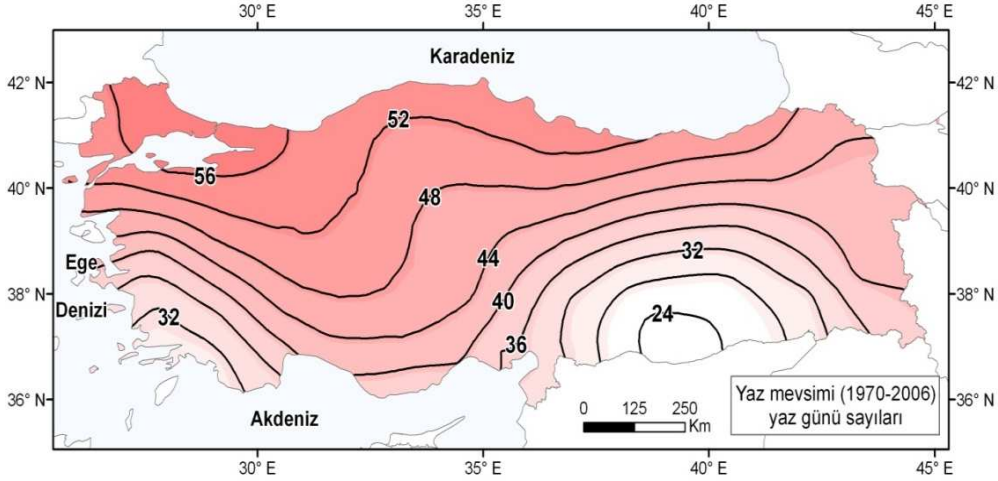 30° E 35° E 40° E 45° E
Karadeniz
42° N 42° N
52
56
40° N 40° N
48
44
32
Ege
40
38° N 38° N
Denizi
32
24
36
Yaz mevsimi (1970-2006)
yaz günü sayıları
0 125 250
Km
36° N 36° N
Akdeniz
30° E 35° E 40° E 45° E